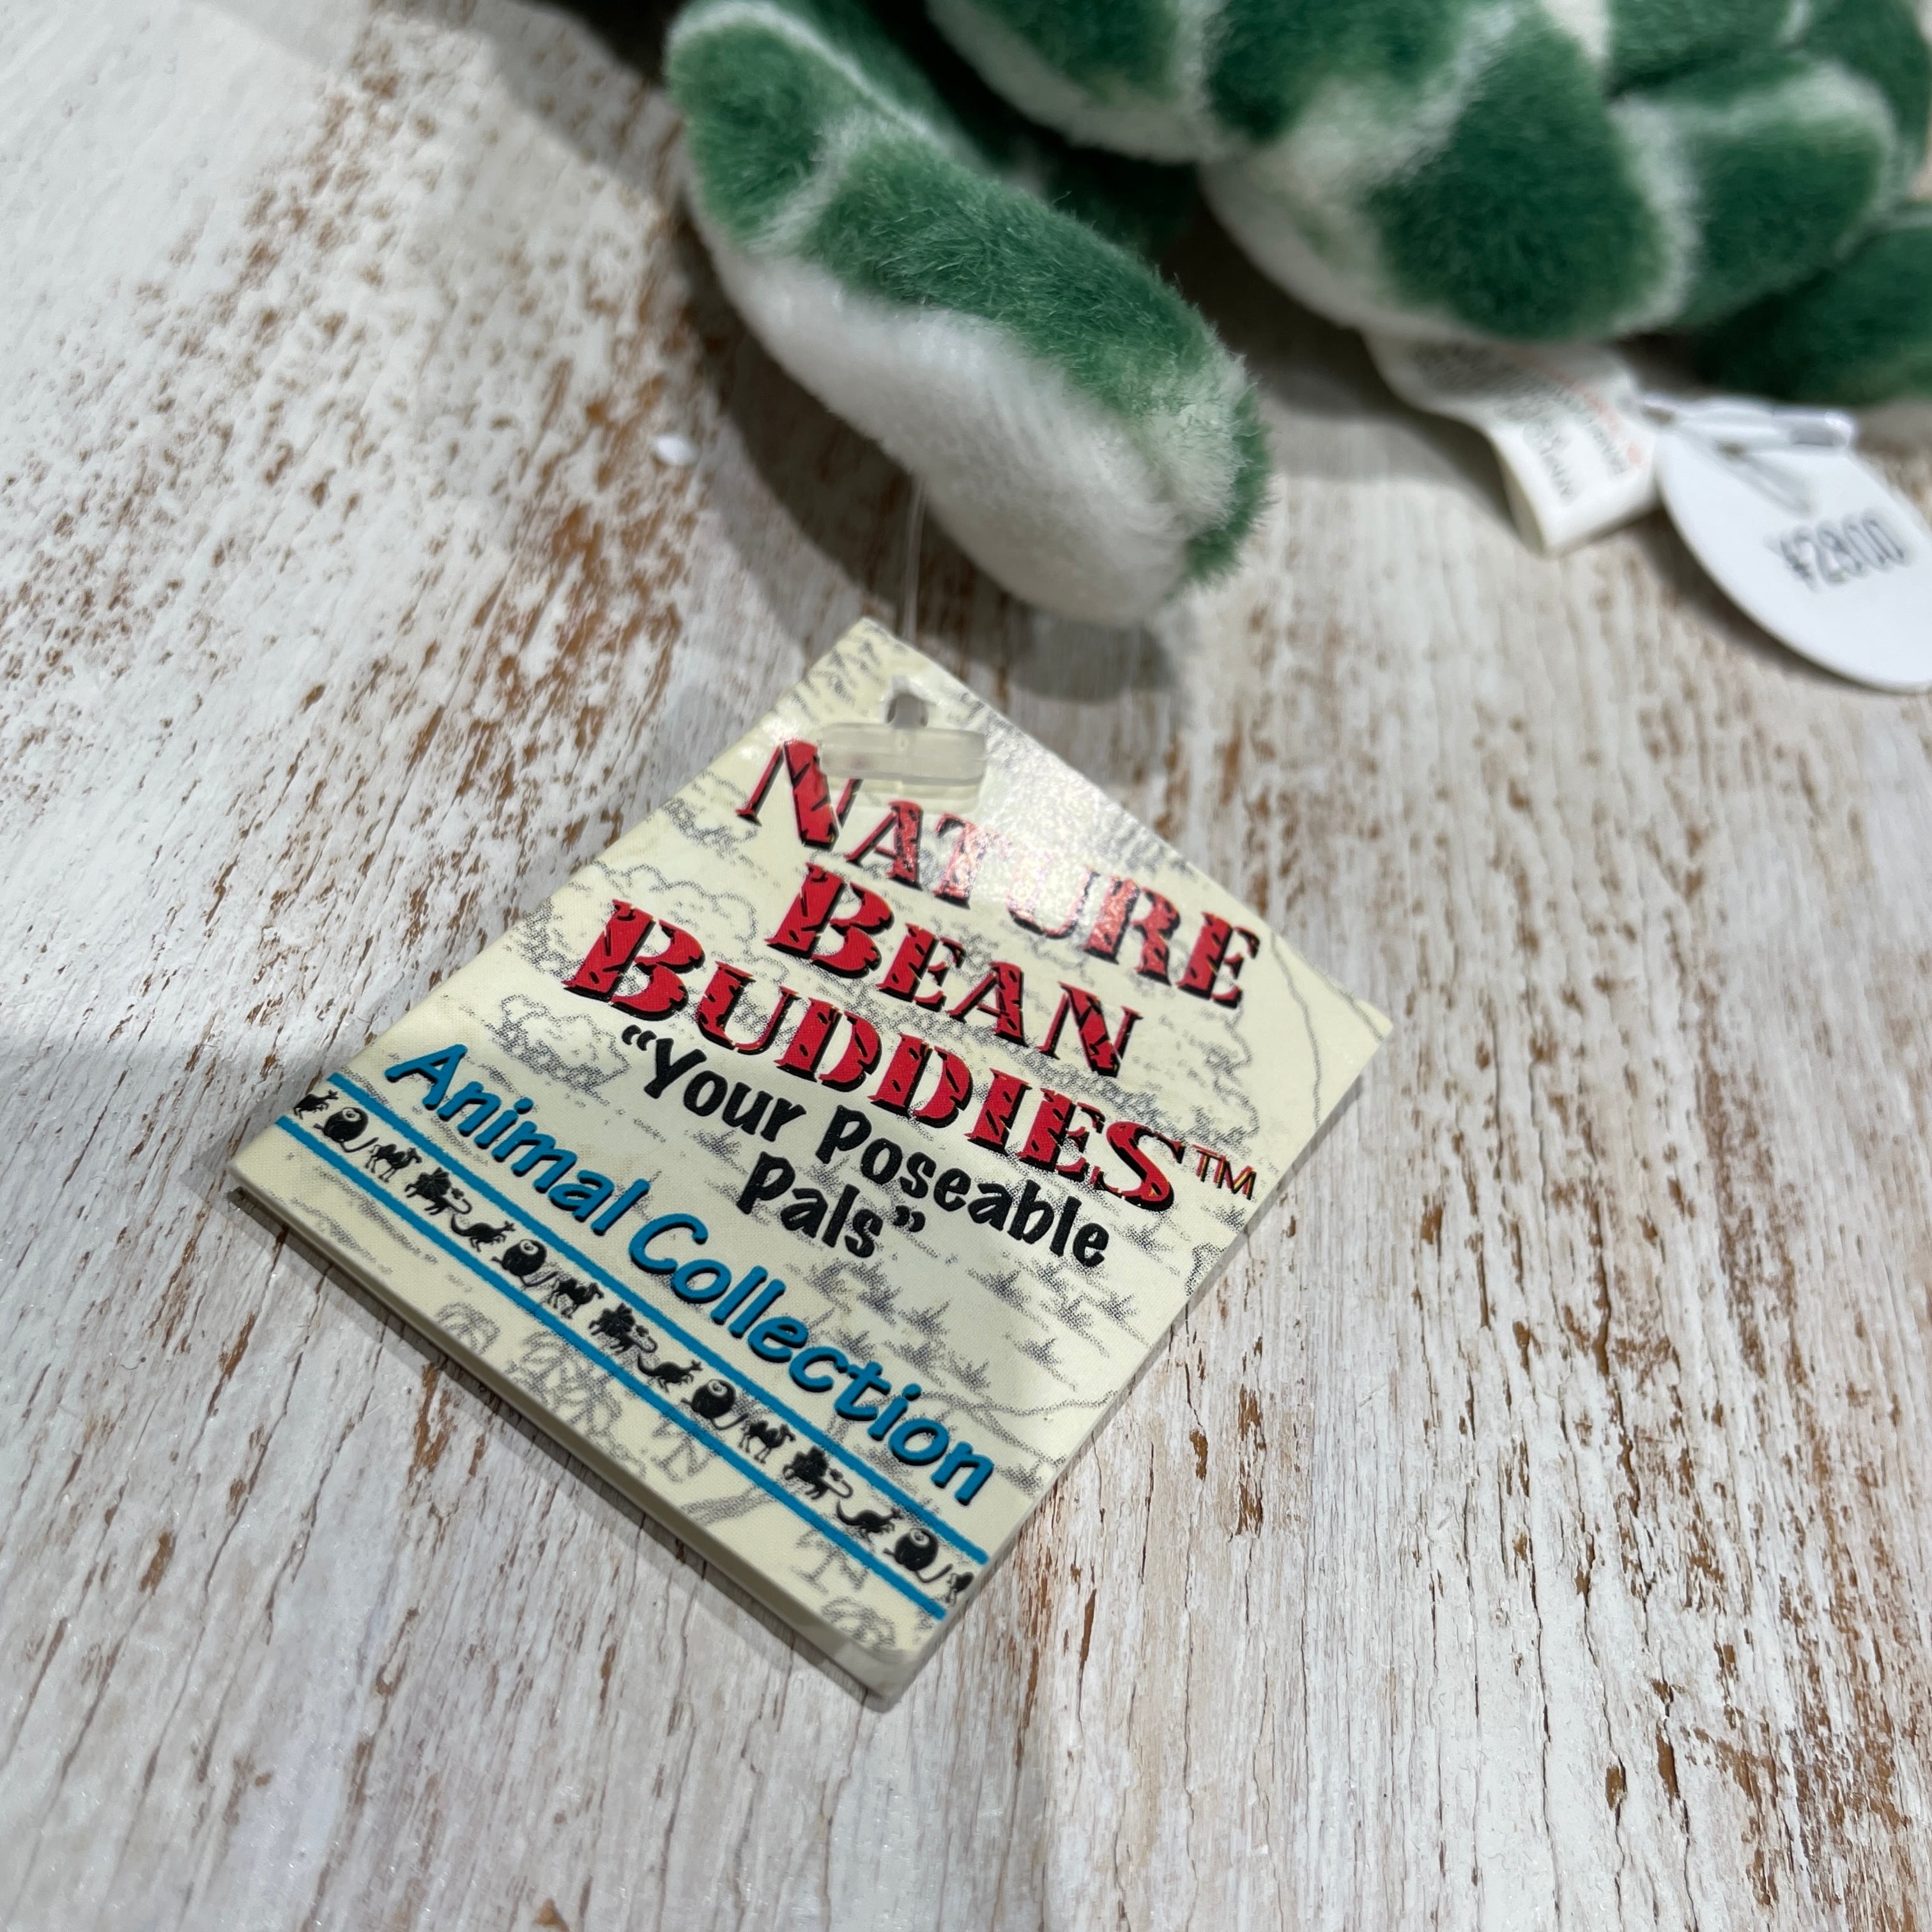 ¥2800
NATURE
BEAN
BUDDIES™
“Your Poseable
Pals”
Animal Collection